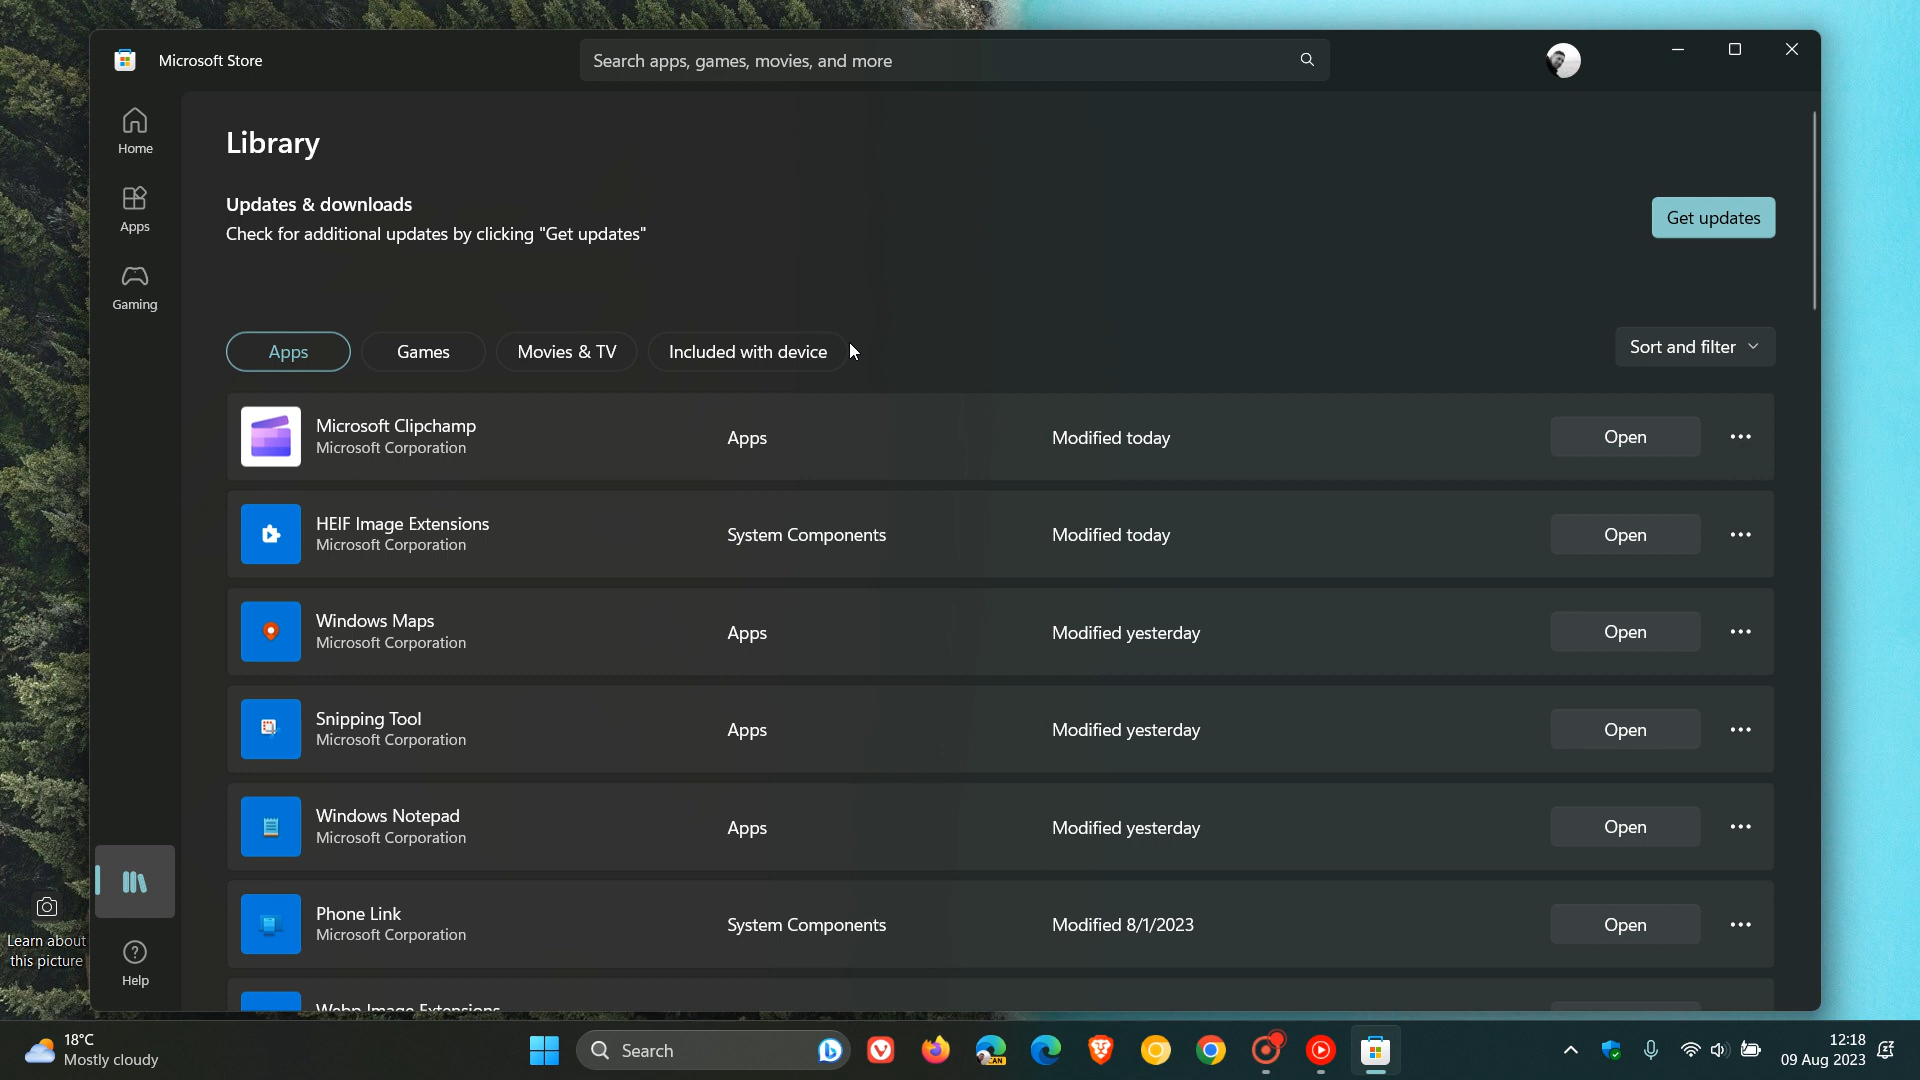 Microsoft Store
Search apps, games, movies, and more
Home
Apps
Gaming
Library
Updates & downloads
Check for additional updates by clicking "Get updates"
Get updates
Apps
Games
Movies & TV
Included with device
Sort and filter
Microsoft Clipchamp
Microsoft Corporation
Apps
Modified today
Open
HEIF Image Extensions
Microsoft Corporation
System Components
Modified today
Open
Windows Maps
Microsoft Corporation
Apps
Modified yesterday
Open
Snipping Tool
Microsoft Corporation
Apps
Modified yesterday
Open
Windows Notepad
Microsoft Corporation
Apps
Modified yesterday
Open
Phone Link
Microsoft Corporation
System Components
Modified 8/1/2023
Open
Webp Image Extensions
Help
Learn about
this picture
18°C
Mostly cloudy
Search
CAN
12:18
09 Aug 2023